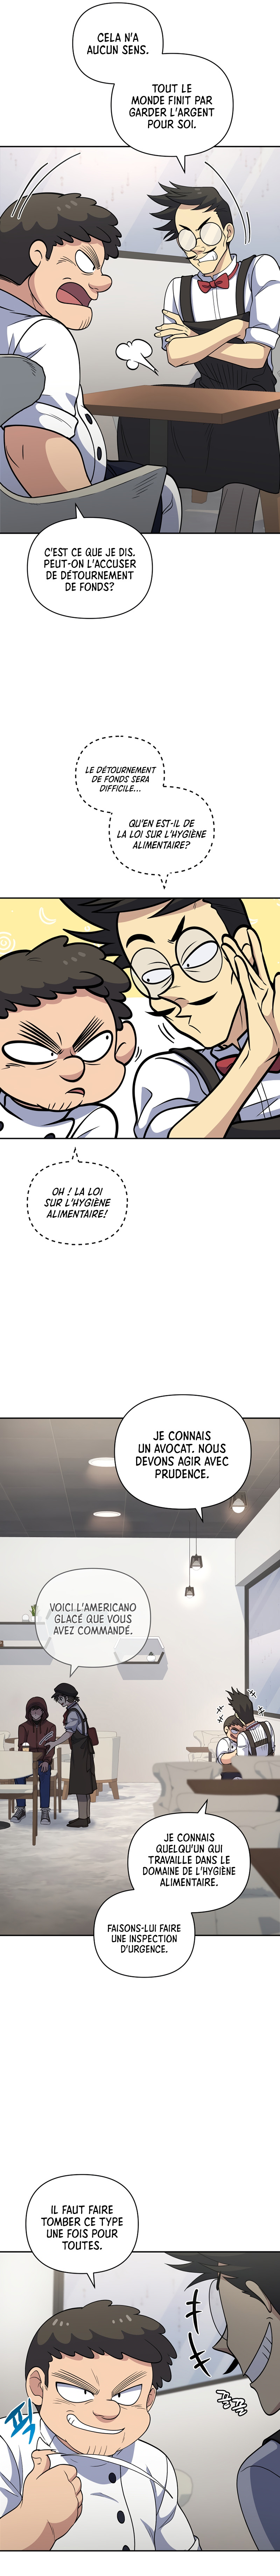 CELA N'A
AUCUN SENS.
TOUT LE
MONDE FINIT PAR
GARDER L'ARGENT
POUR SOI.
C'EST CE QUE JE DIS.
PEUT-ON L'ACCUSER
DE DÉTOURNEMENT
DE FONDS?
LE DÉTOURNEMENT
DE FONDS SERA
DIFFICILE...
QU'EN EST-IL DE
LA LOI SUR L'HYGIÈNE
ALIMENTAIRE?
OH ! LA LOI
SUR L'HYGIÈNE
ALIMENTAIRE!
JE CONNAIS
UN AVOCAT. NOUS
DEVONS AGIR AVEC
PRUDENCE.
VOICI L'AMERICANO
GLACÉ QUE VOUS
AVEZ COMMANDÉ.
JE CONNAIS
QUELQU'UN QUI
TRAVAILLE DANS LE
DOMAINE DE L'HYGIÈNE
ALIMENTAIRE.
FAISONS-LUI FAIRE
UNE INSPECTION
D'URGENCE.
IL FAUT FAIRE
TOMBER CE TYPE
UNE FOIS POUR
TOUTES.